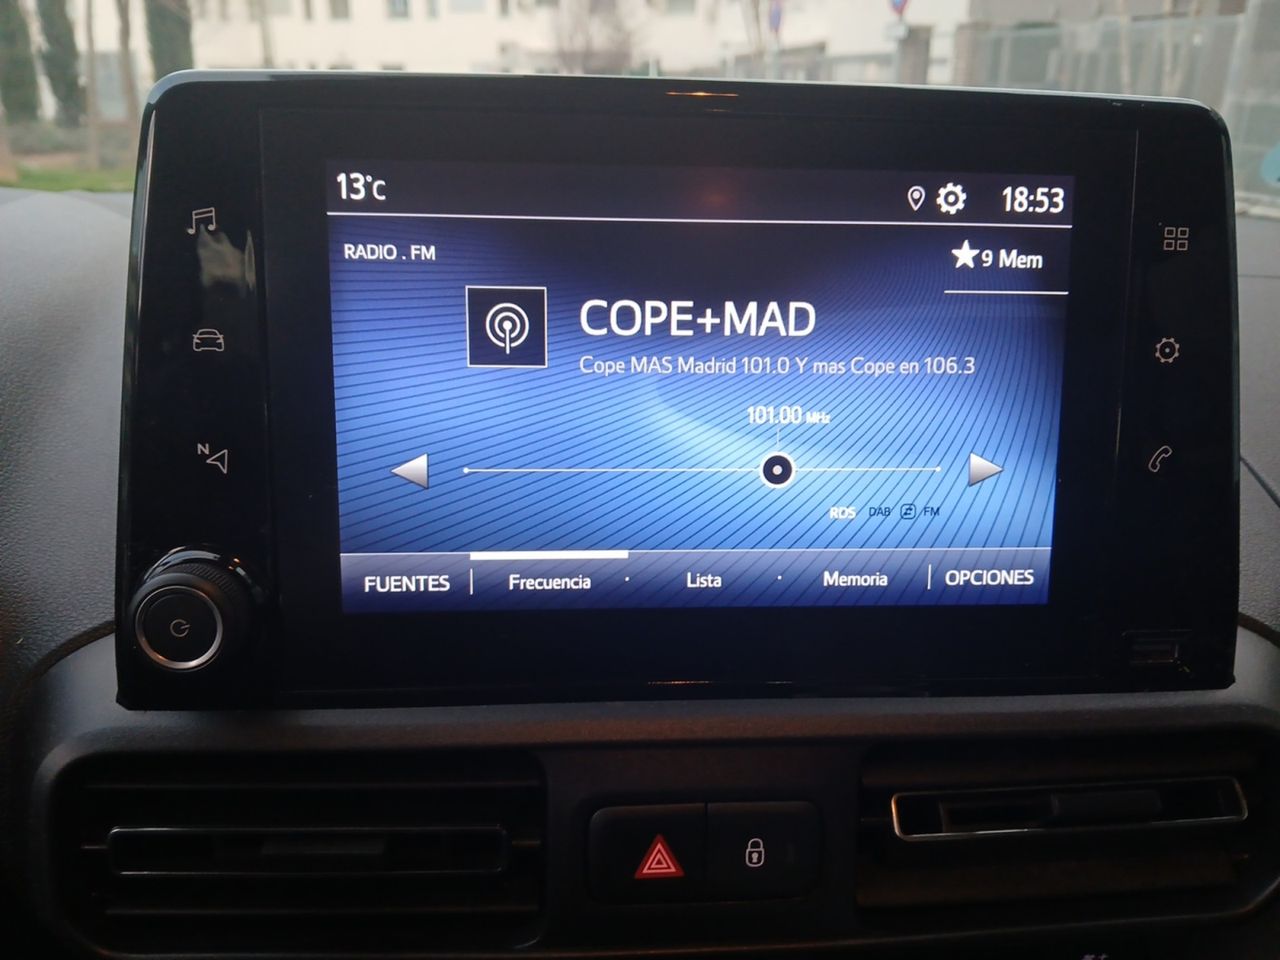 13°C
18:53
RADIO . FM
9 Mem
COPE+MAD
Cope MAS Madrid 101.0 Y mas Cope en 106.3
101.00 MHz
RDS DAB FM
FUENTES Frecuencia · Lista · Memoria OPCIONES
N